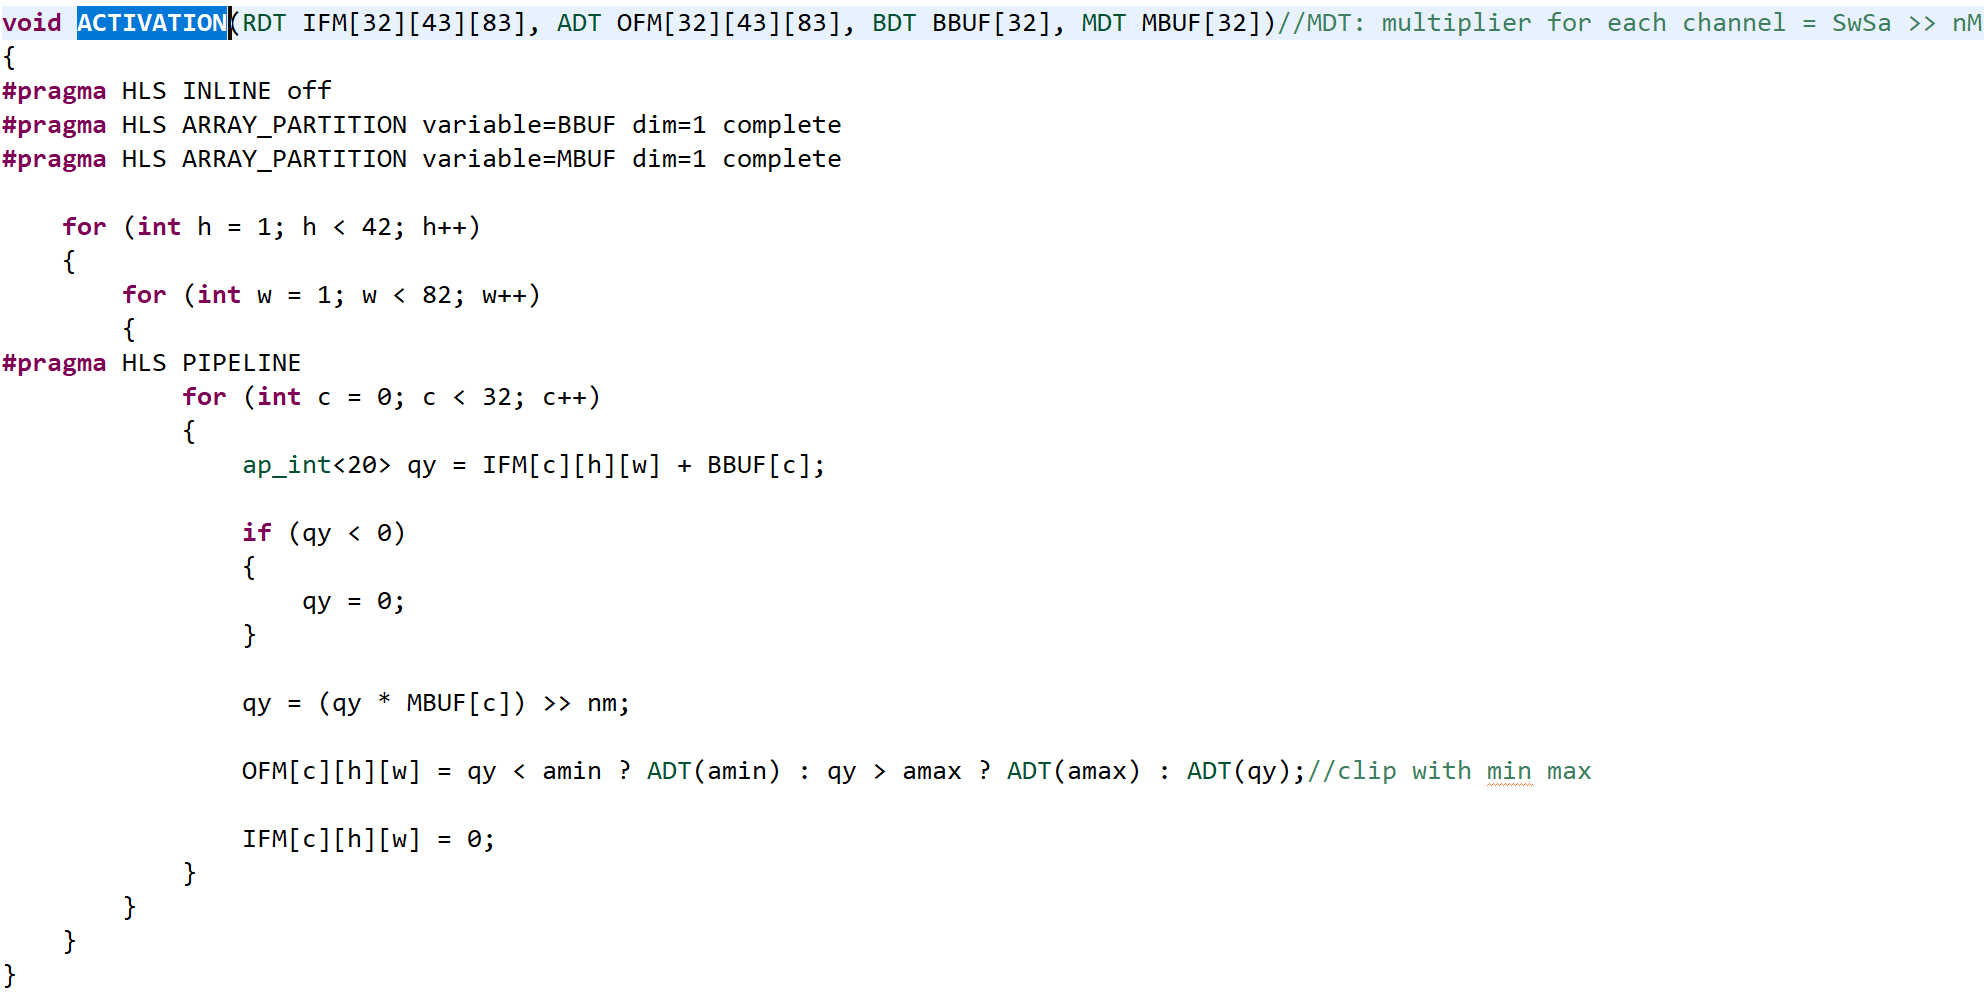 void ACTIVATION(RDT IFM[32][43][83], ADT OFM[32][43][83], BDT BBUF[32], MDT MBUF[32])//MDT: multiplier for each channel = SwSa >> nM
{
#pragma HLS INLINE off
#pragma HLS ARRAY_PARTITION variable=BBUF dim=1 complete
#pragma HLS ARRAY_PARTITION variable=MBUF dim=1 complete
for (int h = 1; h < 42; h++)
{
for (int w = 1; w < 82; w++)
{
#pragma HLS PIPELINE
for (int c = 0; c < 32; c++)
{
ap_int<20> qy = IFM[c][h][w] + BBUF[c];
if (qy < 0)
{
qy = 0;
}
qy = (qy * MBUF[c]) >> nm;
OFM[c][h][w] = qy < amin ? ADT(amin) : qy > amax ? ADT(amax) : ADT(qy);//clip with min max
IFM[c][h][w] = 0;
}
}
}
}